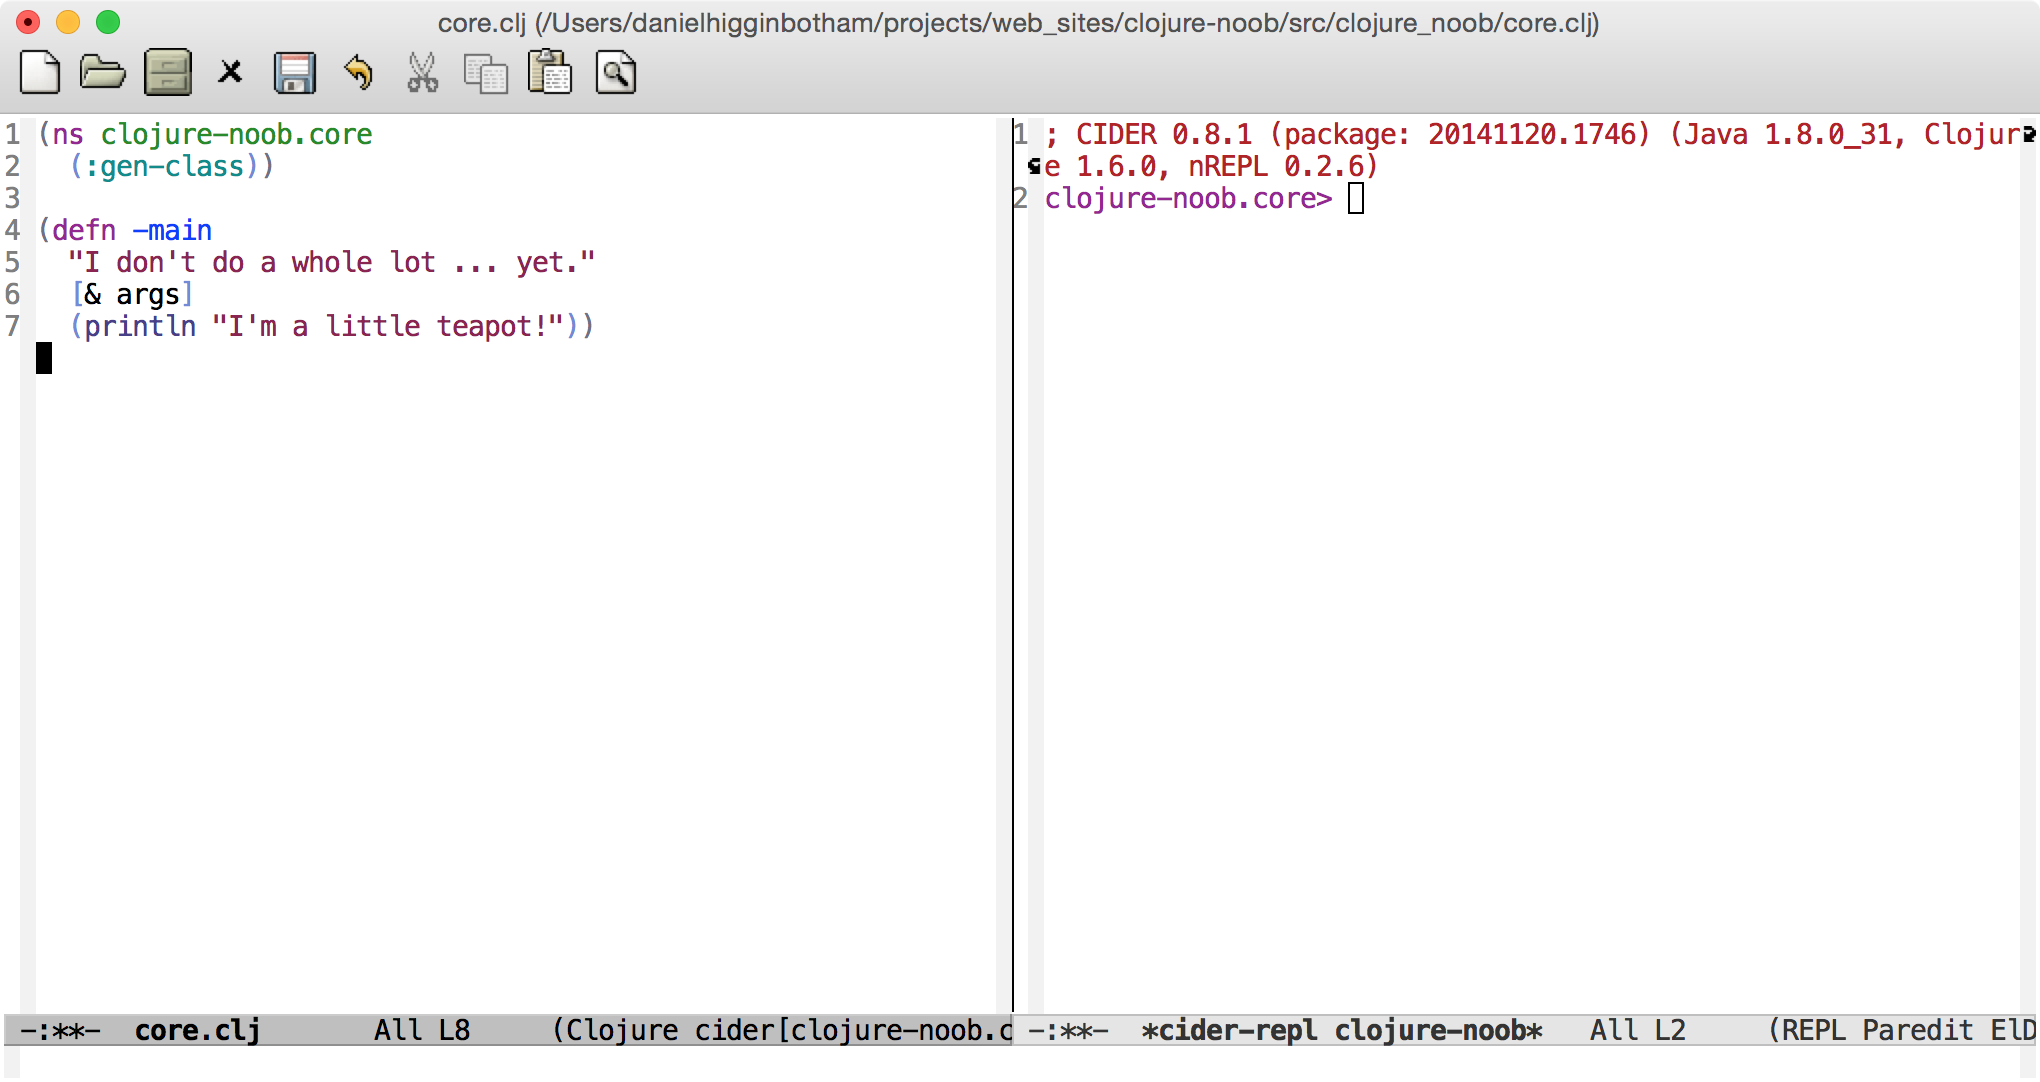 core.clj (/Users/danielhigginbotham/projects/web_sites/clojure-noob/src/clojure_noob/core.clj)
1 (ns clojure-noob.core
2   (:gen-class))
3
4 (defn -main
5   "I don't do a whole lot ... yet."
6   [& args]
7   (println "I'm a little teapot!"))
1 ; CIDER 0.8.1 (package: 20141120.1746) (Java 1.8.0_31, Clojur
e 1.6.0, nREPL 0.2.6)
2 clojure-noob.core>
-:**-  core.clj       All L8     (Clojure cider[clojure-noob.c
-:**-  *cider-repl clojure-noob*   All L2     (REPL Paredit ElD